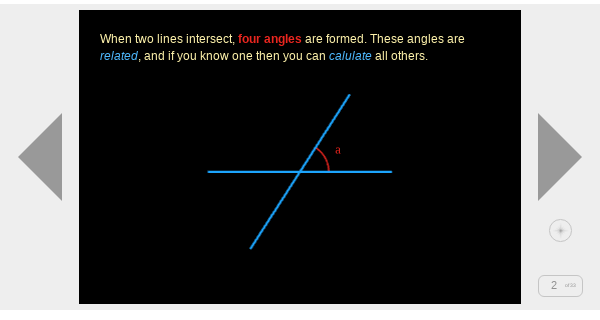 When two lines intersect, four angles are formed. These angles are
related, and if you know one then you can calulate all others.
a
2